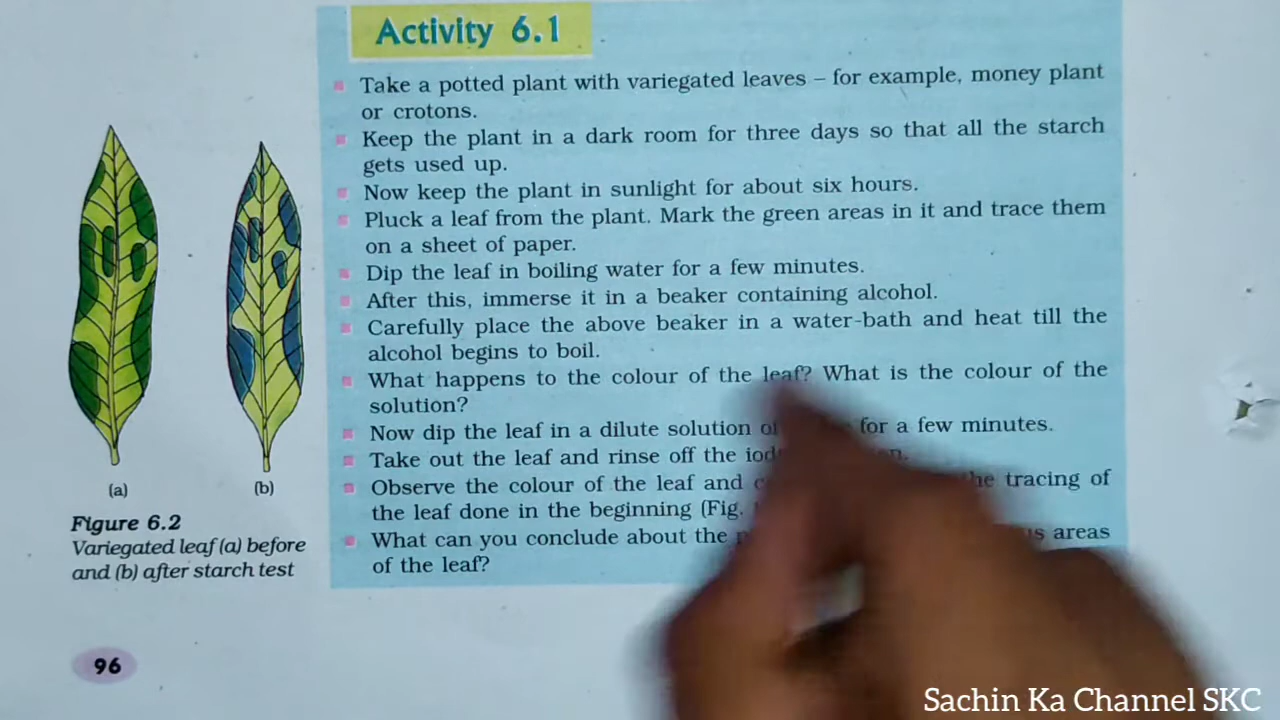 Activity 6.1
Take a potted plant with variegated leaves – for example, money plant
or crotons.
Keep the plant in a dark room for three days so that all the starch
gets used up.
Now keep the plant in sunlight for about six hours.
Pluck a leaf from the plant. Mark the green areas in it and trace them
on a sheet of paper.
Dip the leaf in boiling water for a few minutes.
After this, immerse it in a beaker containing alcohol.
Carefully place the above beaker in a water-bath and heat till the
alcohol begins to boil.
What happens to the colour of the leaf? What is the colour of the
solution?
Now dip the leaf in a dilute solution for a few minutes.
Take out the leaf and rinse off the
Observe the colour of the leaf and the tracing of
the leaf done in the beginning (Fig.
What can you conclude about the areas
of the leaf?
(a) (b)
Figure 6.2
Variegated leaf (a) before
and (b) after starch test
96
Sachin Ka Channel SKC